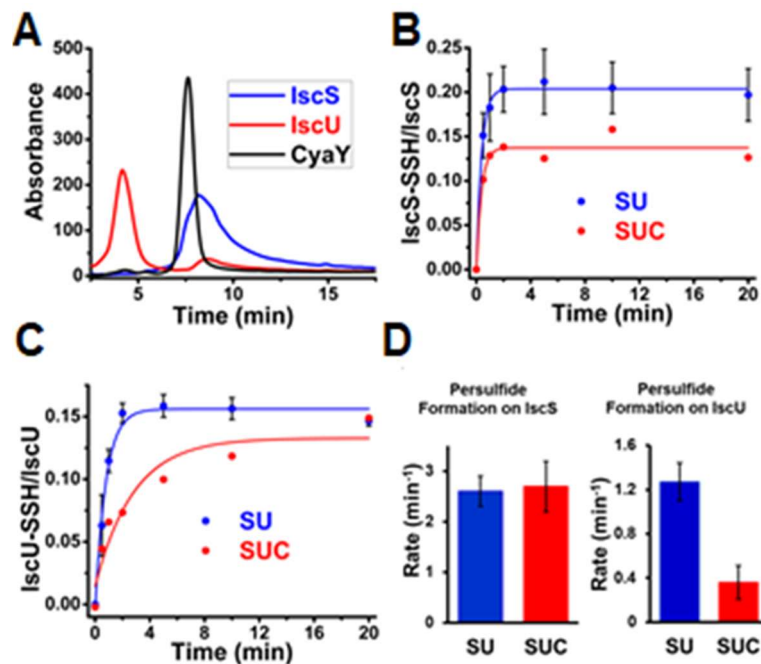 A
500
400
300
200
100
0
Absorbance
IscS
IscU
CyaY
5
10
15
Time (min)
B
0.25
0.20
0.15
0.10
0.05
0.00
IscS-SSH/IscS
SU
SUC
0
4
8
12
16
20
Time (min)
C
0.15
0.10
0.05
0.00
IscU-SSH/IscU
SU
SUC
0
4
8
12
16
20
Time (min)
D
Persulfide
Formation on IscS
3
2
1
0
Rate (min⁻¹)
SU
SUC
Persulfide
Formation on IscU
1.6
1.2
0.4
0
Rate (min⁻¹)
SU
SUC